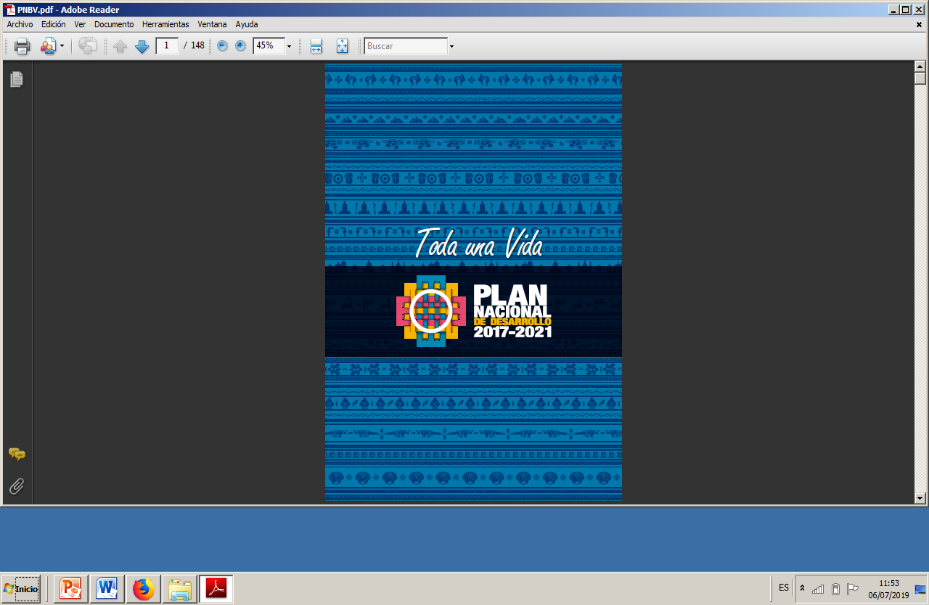 PNBV.pdf - Adobe Reader
Archivo Edición Ver Documento Herramientas Ventana Ayuda
1 / 148 45% Buscar
Toda una Vida
PLAN
NACIONAL
DE DESARROLLO
2017-2021
Inicio
ES
11:53
06/07/2019